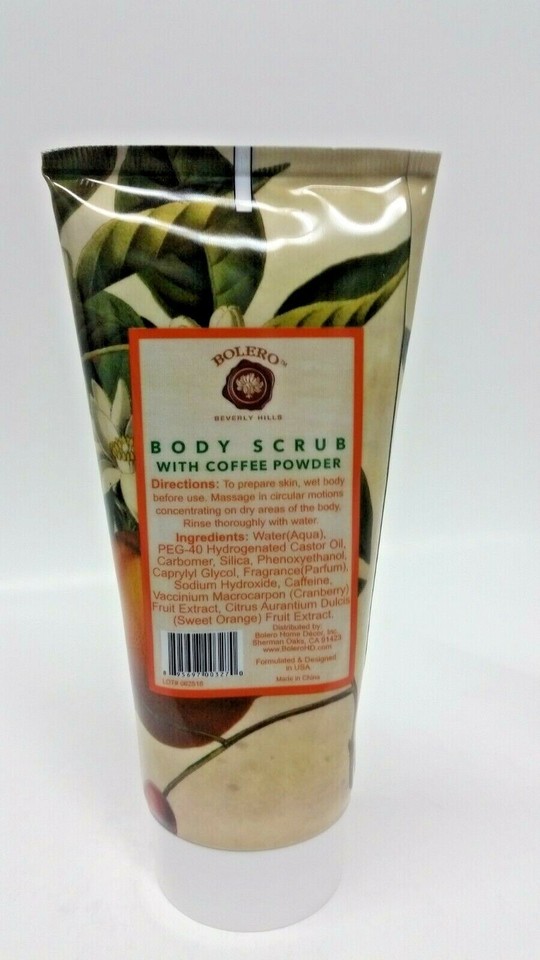 BOLERO™
BEVERLY HILLS
BODY SCRUB
WITH COFFEE POWDER
Directions: To prepare skin, wet body
before use. Massage in circular motions
concentrating on dry areas of the body.
Rinse thoroughly with water.
Ingredients: Water(Aqua),
PEG-40 Hydrogenated Castor Oil,
Carbomer, Silica, Phenoxyethanol,
Caprylyl Glycol, Fragrance(Parfum),
Sodium Hydroxide, Caffeine,
Vaccinium Macrocarpon (Cranberry)
Fruit Extract, Citrus Aurantium Dulcis
(Sweet Orange) Fruit Extract.
Distributed by:
Bolero Home Décor, Inc.
Sherman Oaks, CA 91423
www.BoleroHD.com
Formulated & Designed
in USA.
Made in China